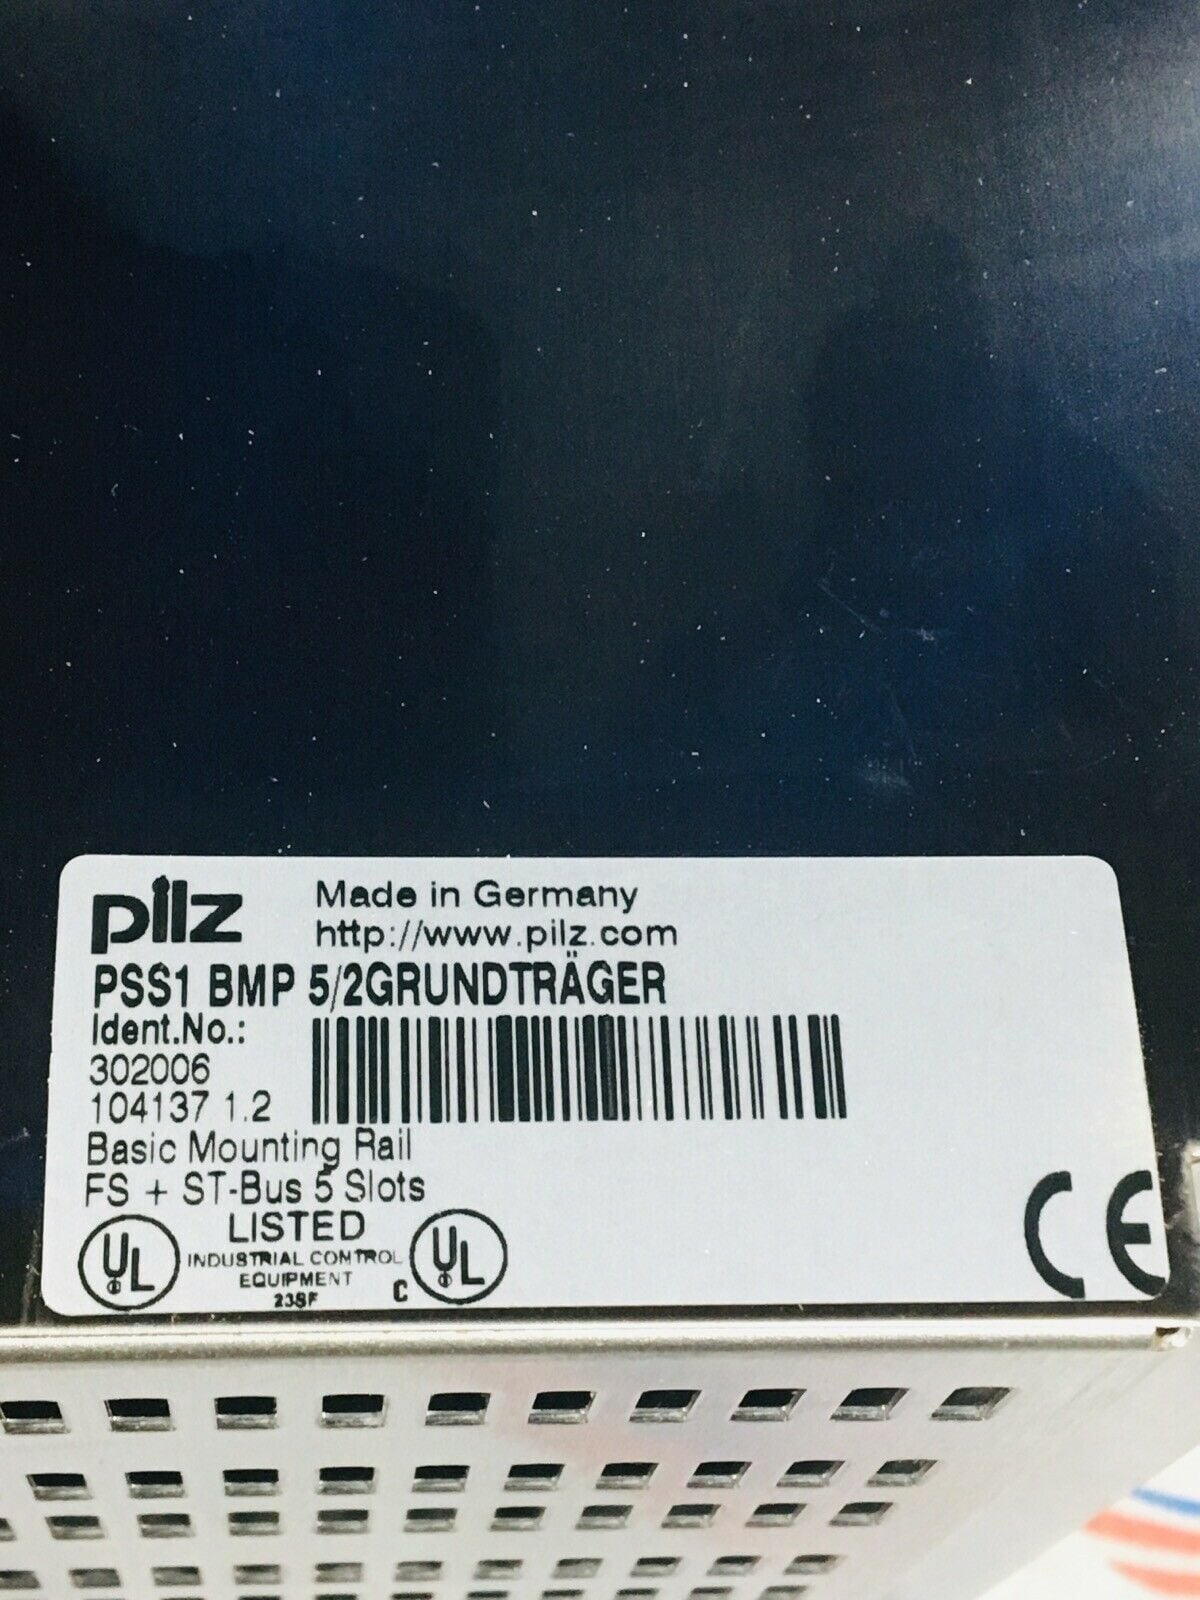 pilz
Made in Germany
http://www.pilz.com
PSS1 BMP 5/2GRUNDTRÄGER
Ident.No.:
302006
104137 1.2
Basic Mounting Rail
FS + ST-Bus 5 Slots
UL
LISTED
INDUSTRIAL CONTROL
EQUIPMENT
23SF
C UL
CE